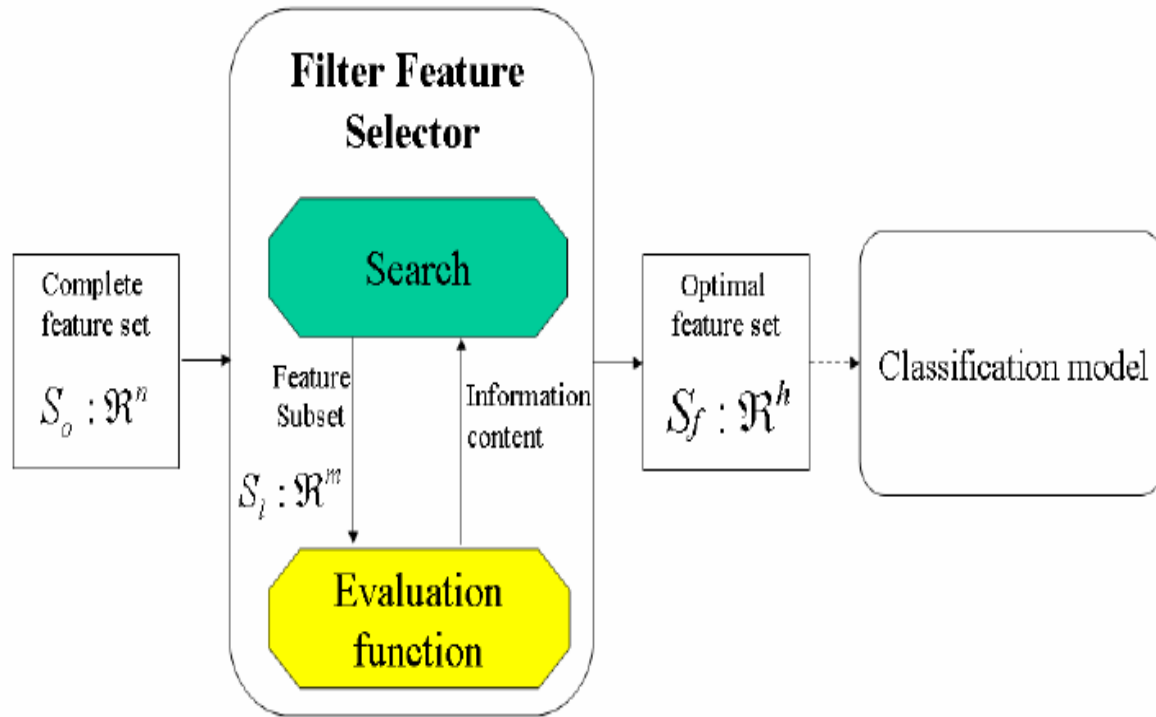 Filter Feature
Selector
Search
Complete
feature set
S_o : ℜ^n
Feature
Subset
S_l : ℜ^m
Information
content
Evaluation
function
Optimal
feature set
S_f : ℜ^h
Classification model